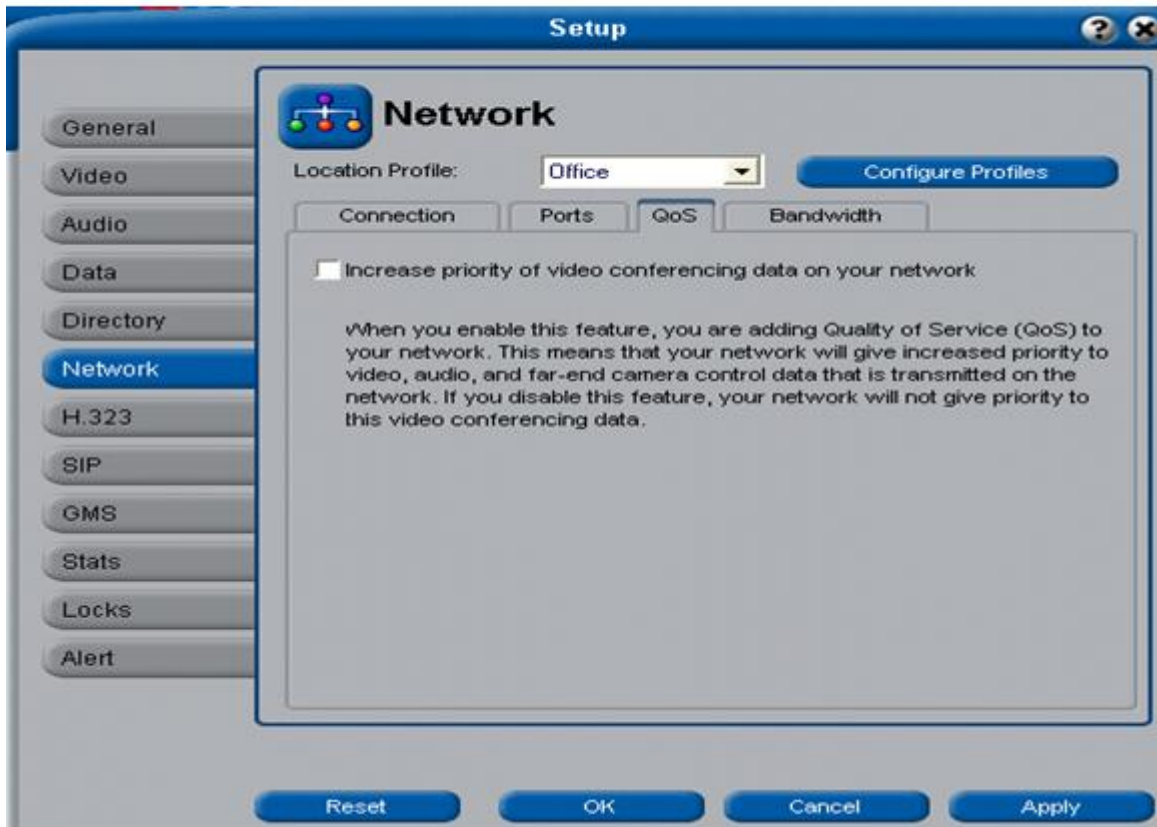 Setup
General
Video
Audio
Data
Directory
Network
H.323
SIP
GMS
Stats
Locks
Alert
Network
Location Profile: Office Configure Profiles
Connection Ports QoS Bandwidth
Increase priority of video conferencing data on your network
When you enable this feature, you are adding Quality of Service (QoS) to
your network. This means that your network will give increased priority to
video, audio, and far-end camera control data that is transmitted on the
network. If you disable this feature, your network will not give priority to
this video conferencing data.
Reset OK Cancel Apply